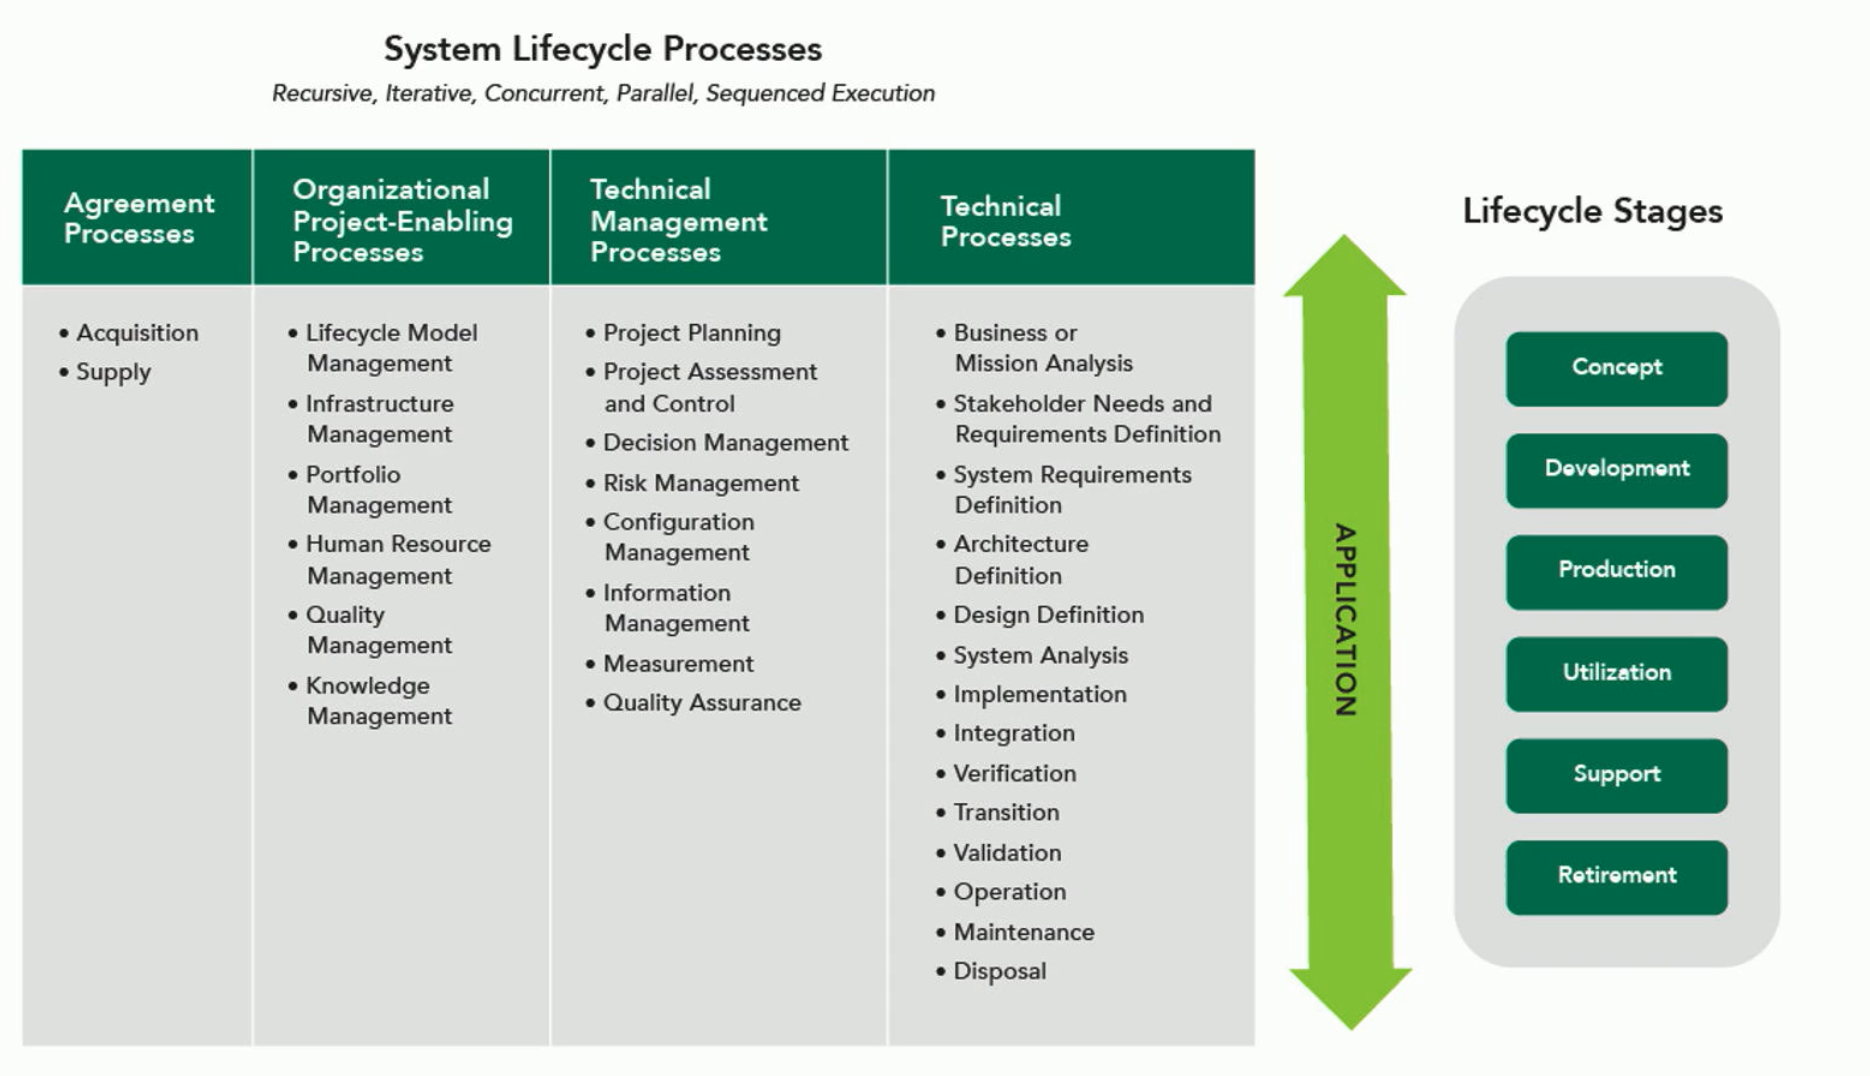 System Lifecycle Processes
Recursive, Iterative, Concurrent, Parallel, Sequenced Execution
Agreement
Processes
• Acquisition
• Supply
Organizational
Project-Enabling
Processes
• Lifecycle Model
Management
• Infrastructure
Management
• Portfolio
Management
• Human Resource
Management
• Quality
Management
• Knowledge
Management
Technical
Management
Processes
• Project Planning
• Project Assessment
and Control
• Decision Management
• Risk Management
• Configuration
Management
• Information
Management
• Measurement
• Quality Assurance
Technical
Processes
• Business or
Mission Analysis
• Stakeholder Needs and
Requirements Definition
• System Requirements
Definition
• Architecture
Definition
• Design Definition
• System Analysis
• Implementation
• Integration
• Verification
• Transition
• Validation
• Operation
• Maintenance
• Disposal
APPLICATION
Lifecycle Stages
Concept
Development
Production
Utilization
Support
Retirement